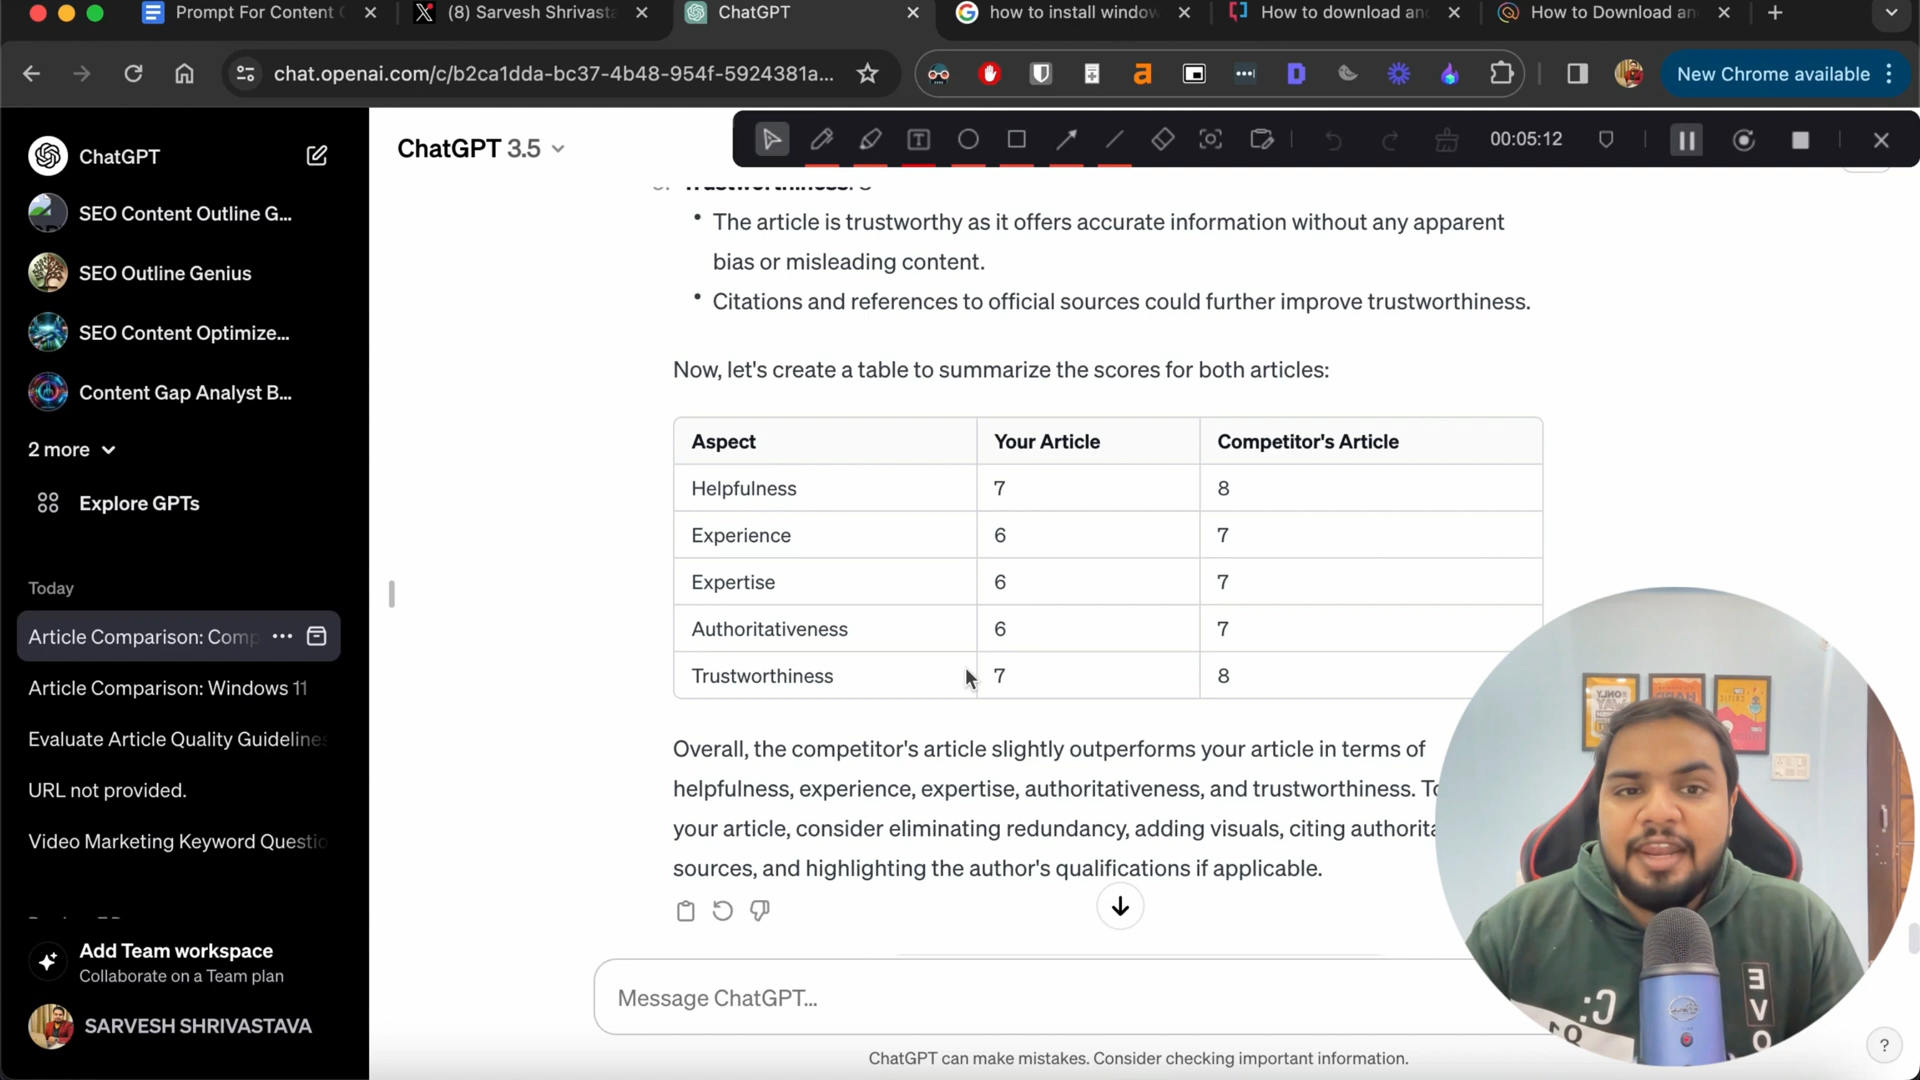 Prompt For Content
(8) Sarvesh Shrivasta
ChatGPT
how to install window
How to download an
How to Download an
chat.openai.com/c/b2ca1dda-bc37-4b48-954f-5924381a...
New Chrome available
ChatGPT
SEO Content Outline G...
SEO Outline Genius
SEO Content Optimize...
Content Gap Analyst B...
2 more
Explore GPTs
Today
Article Comparison: Comp
Article Comparison: Windows 11
Evaluate Article Quality Guidelines
URL not provided.
Video Marketing Keyword Questio
Add Team workspace
Collaborate on a Team plan
SARVESH SHRIVASTAVA
ChatGPT 3.5
00:05:12
Trustworthiness: 8
• The article is trustworthy as it offers accurate information without any apparent
bias or misleading content.
• Citations and references to official sources could further improve trustworthiness.
Now, let's create a table to summarize the scores for both articles:
Aspect Your Article Competitor's Article
Helpfulness 7 8
Experience 6 7
Expertise 6 7
Authoritativeness 6 7
Trustworthiness 7 8
Overall, the competitor's article slightly outperforms your article in terms of
helpfulness, experience, expertise, authoritativeness, and trustworthiness. To
your article, consider eliminating redundancy, adding visuals, citing authorita
sources, and highlighting the author's qualifications if applicable.
Message ChatGPT...
ChatGPT can make mistakes. Consider checking important information.
?